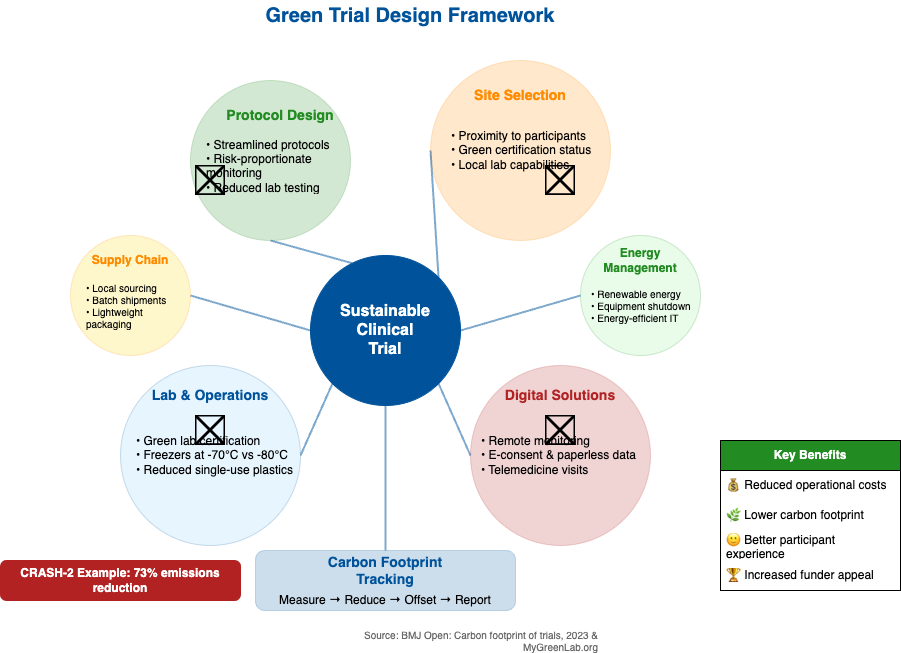 Green Trial Design Framework
Protocol Design
• Streamlined protocols
• Risk-proportionate
monitoring
• Reduced lab testing
Site Selection
• Proximity to participants
• Green certification status
• Local lab capabilities
Supply Chain
• Local sourcing
• Batch shipments
• Lightweight
packaging
Energy
Management
• Renewable energy
• Equipment shutdown
• Energy-efficient IT
Sustainable
Clinical
Trial
Lab & Operations
• Green lab certification
• Freezers at -70°C vs -80°C
• Reduced single-use plastics
Digital Solutions
• Remote monitoring
• E-consent & paperless data
• Telemedicine visits
Key Benefits
💰 Reduced operational costs
🌿 Lower carbon footprint
🙂 Better participant
experience
🏆 Increased funder appeal
CRASH-2 Example: 73% emissions
reduction
Carbon Footprint
Tracking
Measure → Reduce → Offset → Report
Source: BMJ Open: Carbon footprint of trials, 2023 &
MyGreenLab.org